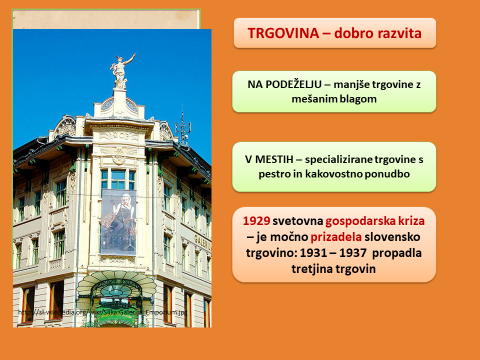 TRGOVINA – dobro razvita
NA PODEŽELJU – manjše trgovine z
mešanim blagom
V MESTIH – specializirane trgovine s
pestro in kakovostno ponudbo
1929 svetovna gospodarska kriza
– je močno prizadela slovensko
trgovino: 1931 – 1937 propadla
tretjina trgovin